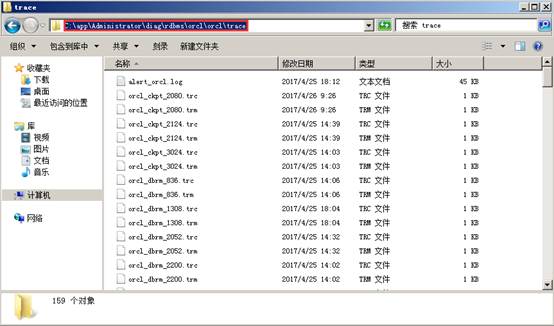 C:\app\Administrator\diag\rdbms\orcl\orcl\trace
搜索 trace
组织 包含到库中 共享 刻录 新建文件夹
收藏夹
下载
桌面
最近访问的位置
库
视频
图片
文档
音乐
计算机
网络
名称 修改日期 类型 大小
alert_orcl.log 2017/4/25 18:12 文本文档 45 KB
orcl_ckpt_2080.trc 2017/4/26 9:26 TRC 文件 1 KB
orcl_ckpt_2080.trm 2017/4/26 9:26 TRM 文件 1 KB
orcl_ckpt_2124.trc 2017/4/25 14:39 TRC 文件 1 KB
orcl_ckpt_2124.trm 2017/4/25 14:39 TRM 文件 1 KB
orcl_ckpt_3024.trc 2017/4/25 14:03 TRC 文件 1 KB
orcl_ckpt_3024.trm 2017/4/25 14:03 TRM 文件 1 KB
orcl_dbrm_836.trc 2017/4/25 14:06 TRC 文件 1 KB
orcl_dbrm_836.trm 2017/4/25 14:06 TRM 文件 1 KB
orcl_dbrm_1308.trc 2017/4/25 18:04 TRC 文件 1 KB
orcl_dbrm_1308.trm 2017/4/25 18:04 TRM 文件 1 KB
orcl_dbrm_2052.trc 2017/4/25 14:32 TRC 文件 1 KB
orcl_dbrm_2052.trm 2017/4/25 14:32 TRM 文件 1 KB
orcl_dbrm_2200.trc 2017/4/25 14:02 TRC 文件 1 KB
orcl_dbrm_2200.trm 2017/4/25 14:02 TRM 文件 1 KB
159 个对象